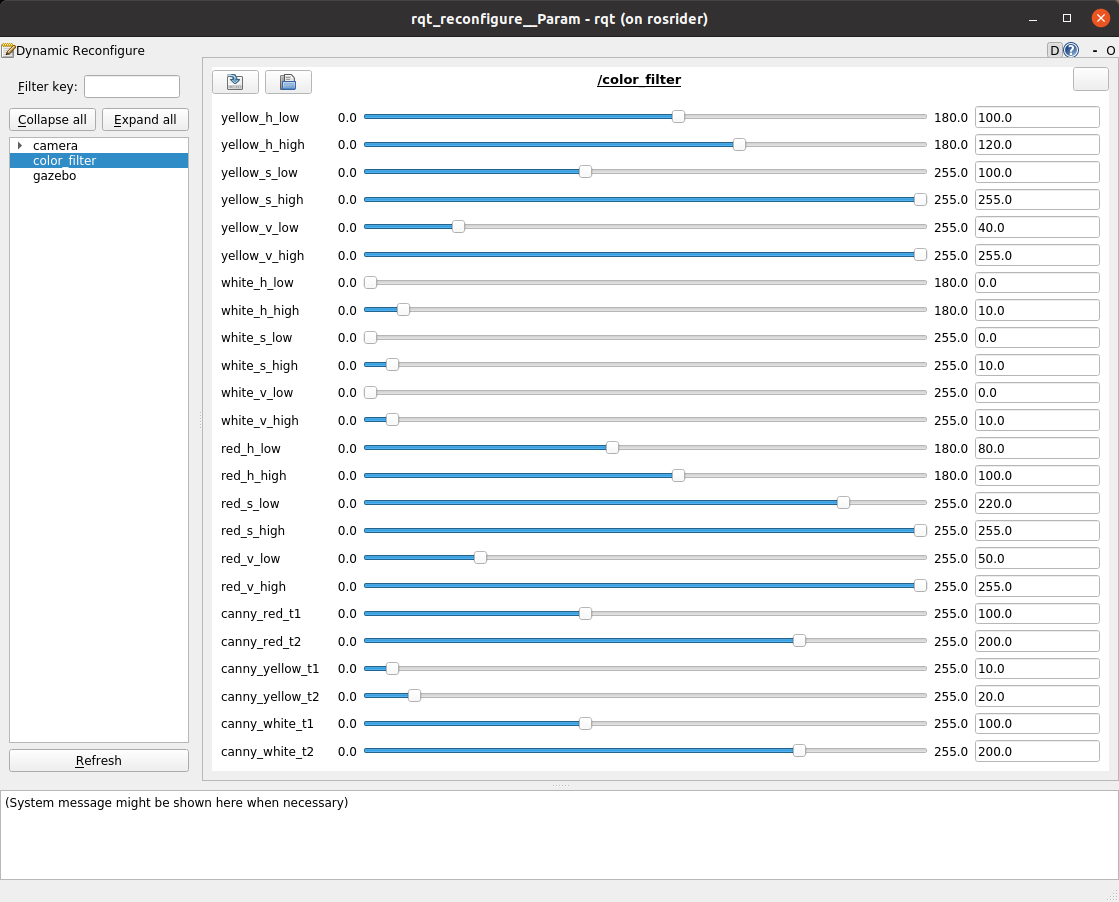 rqt_reconfigure__Param - rqt (on rosrider)
Dynamic Reconfigure
D ? - O
Filter key:
Collapse all Expand all
camera
color_filter
gazebo
Refresh
/color_filter
yellow_h_low 0.0 180.0 100.0
yellow_h_high 0.0 180.0 120.0
yellow_s_low 0.0 255.0 100.0
yellow_s_high 0.0 255.0 255.0
yellow_v_low 0.0 255.0 40.0
yellow_v_high 0.0 255.0 255.0
white_h_low 0.0 180.0 0.0
white_h_high 0.0 180.0 10.0
white_s_low 0.0 255.0 0.0
white_s_high 0.0 255.0 10.0
white_v_low 0.0 255.0 0.0
white_v_high 0.0 255.0 10.0
red_h_low 0.0 180.0 80.0
red_h_high 0.0 180.0 100.0
red_s_low 0.0 255.0 220.0
red_s_high 0.0 255.0 255.0
red_v_low 0.0 255.0 50.0
red_v_high 0.0 255.0 255.0
canny_red_t1 0.0 255.0 100.0
canny_red_t2 0.0 255.0 200.0
canny_yellow_t1 0.0 255.0 10.0
canny_yellow_t2 0.0 255.0 20.0
canny_white_t1 0.0 255.0 100.0
canny_white_t2 0.0 255.0 200.0
(System message might be shown here when necessary)